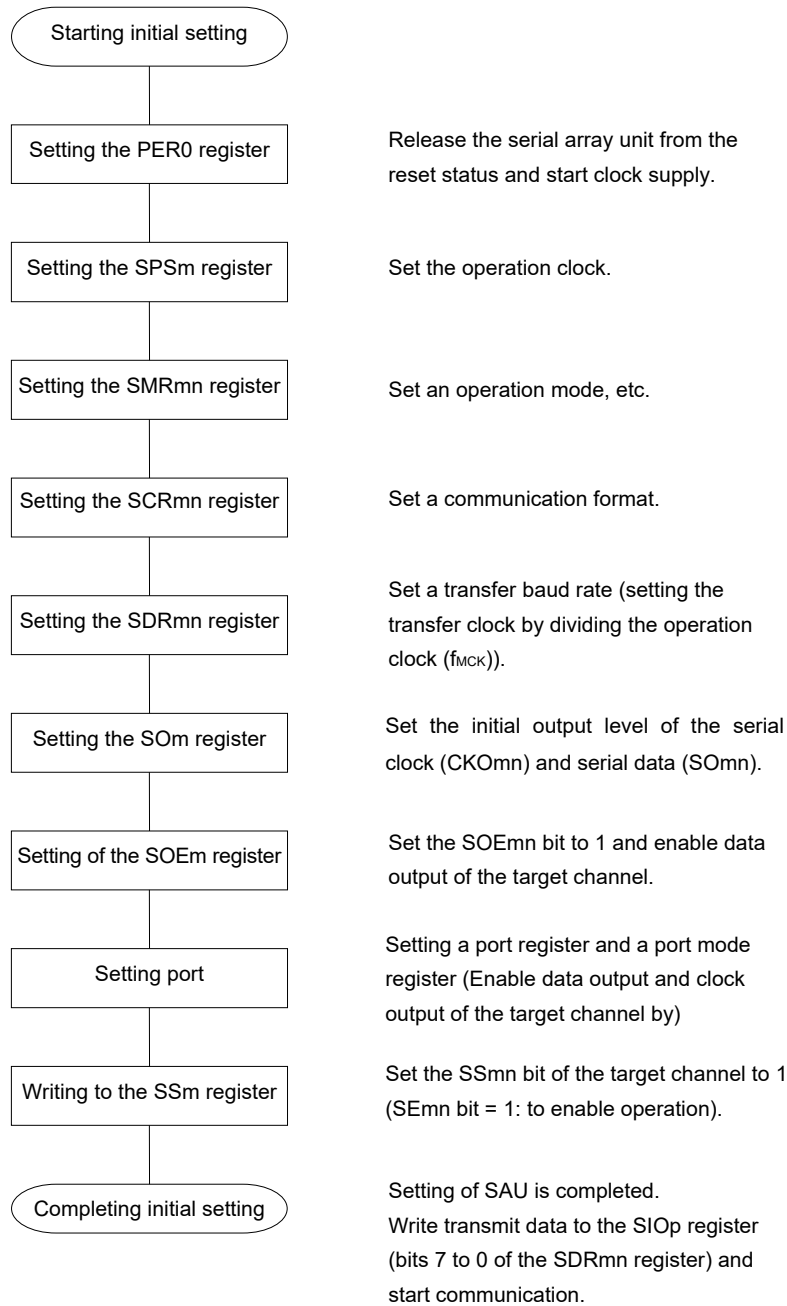 Starting initial setting
Setting the PER0 register
Release the serial array unit from the
reset status and start clock supply.
Setting the SPSm register
Set the operation clock.
Setting the SMRmn register
Set an operation mode, etc.
Setting the SCRmn register
Set a communication format.
Setting the SDRmn register
Set a transfer baud rate (setting the
transfer clock by dividing the operation
clock (fMCK)).
Setting the SOm register
Set the initial output level of the serial
clock (CKOmn) and serial data (SOmn).
Setting of the SOEm register
Set the SOEmn bit to 1 and enable data
output of the target channel.
Setting port
Setting a port register and a port mode
register (Enable data output and clock
output of the target channel by)
Writing to the SSm register
Set the SSmn bit of the target channel to 1
(SEmn bit = 1: to enable operation).
Completing initial setting
Setting of SAU is completed.
Write transmit data to the SIOp register
(bits 7 to 0 of the SDRmn register) and
start communication.